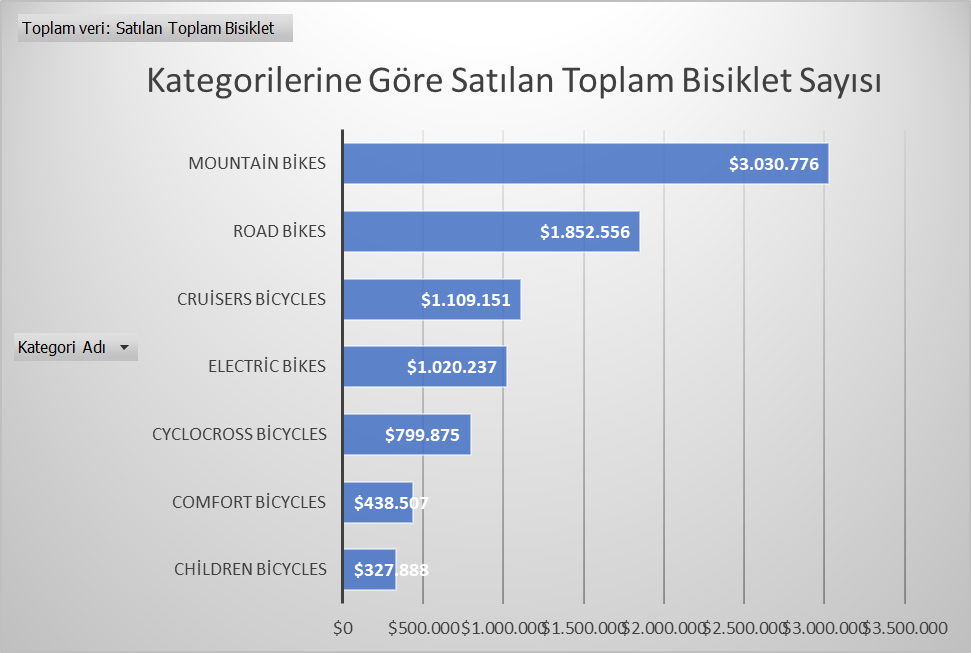 Toplam veri: Satılan Toplam Bisiklet
Kategorilerine Göre Satılan Toplam Bisiklet Sayısı
MOUNTAİN BİKES $3.030.776
ROAD BİKES $1.852.556
CRUİSERS BİCYCLES $1.109.151
Kategori Adı
ELECTRİC BİKES $1.020.237
CYCLOCROSS BİCYCLES $799.875
COMFORT BİCYCLES $438.507
CHİLDREN BİCYCLES $327.888
$0 $500.000 $1.000.000 $1.500.000 $2.000.000 $2.500.000 $3.000.000 $3.500.000